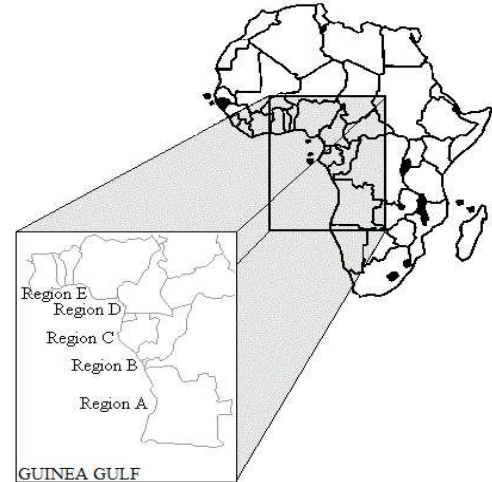 Region E
Region D
Region C
Region B
Region A
GUINEA GULF